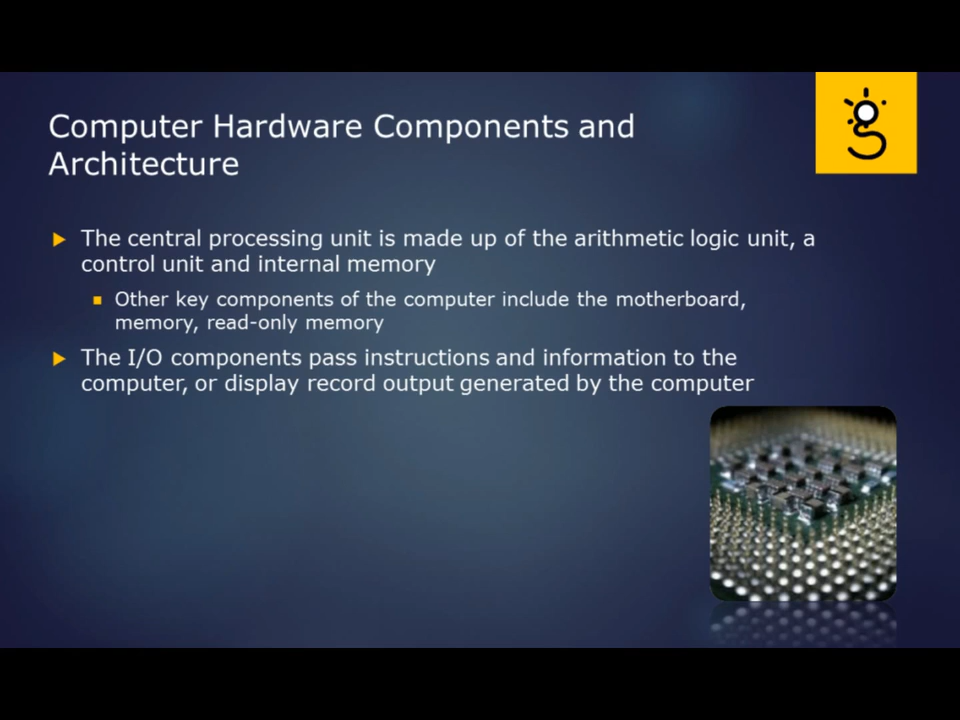 Computer Hardware Components and
Architecture
The central processing unit is made up of the arithmetic logic unit, a
control unit and internal memory
Other key components of the computer include the motherboard,
memory, read-only memory
The I/O components pass instructions and information to the
computer, or display record output generated by the computer